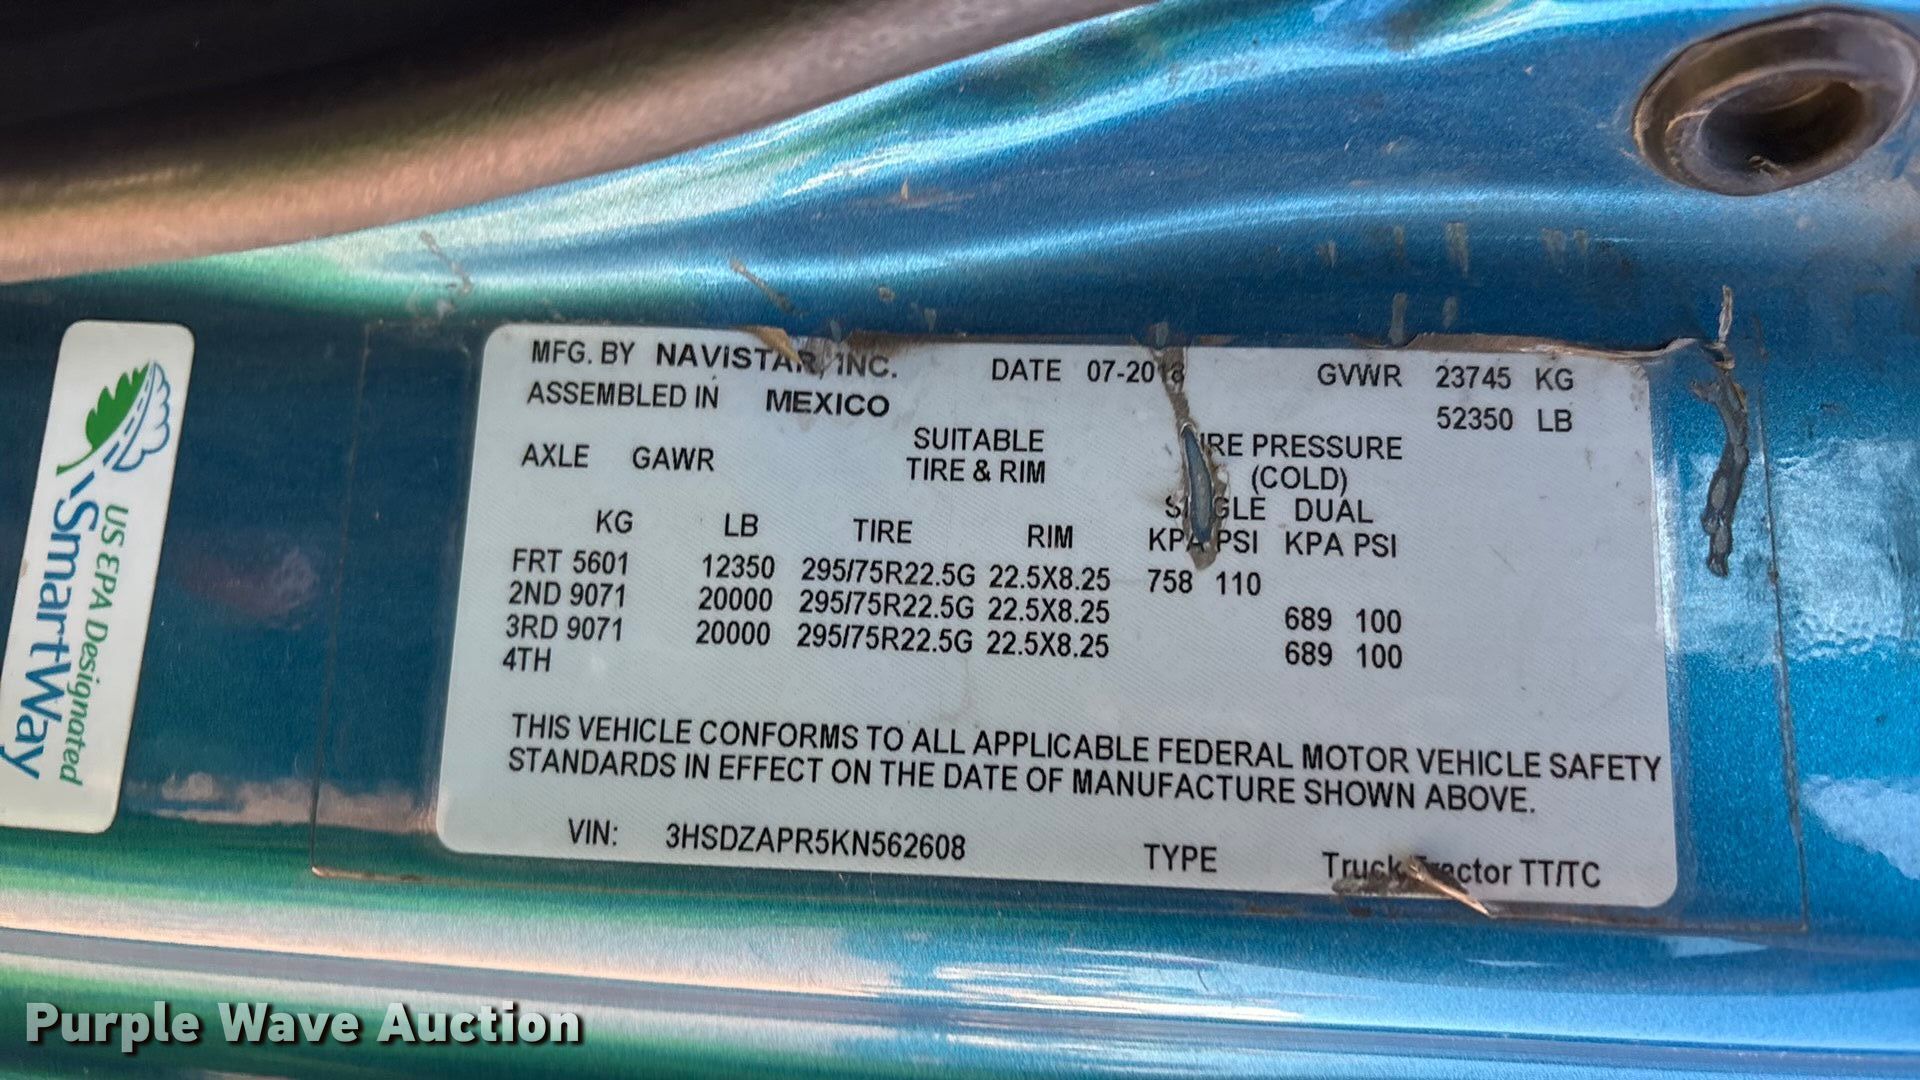 MFG. BY NAVISTAR, INC. DATE 07-2018 GVWR 23745 KG
ASSEMBLED IN MEXICO 52350 LB
AXLE GAWR SUITABLE TIRE PRESSURE
TIRE & RIM (COLD)
SINGLE DUAL
KG LB TIRE RIM KPA PSI KPA PSI
FRT 5601 12350 295/75R22.5G 22.5X8.25 758 110
2ND 9071 20000 295/75R22.5G 22.5X8.25 689 100
3RD 9071 20000 295/75R22.5G 22.5X8.25 689 100
4TH
THIS VEHICLE CONFORMS TO ALL APPLICABLE FEDERAL MOTOR VEHICLE SAFETY
STANDARDS IN EFFECT ON THE DATE OF MANUFACTURE SHOWN ABOVE.
VIN: 3HSDZAPR5KN562608 TYPE Truck Tractor TT/TC
US EPA Designated
SmartWay
Purple Wave Auction